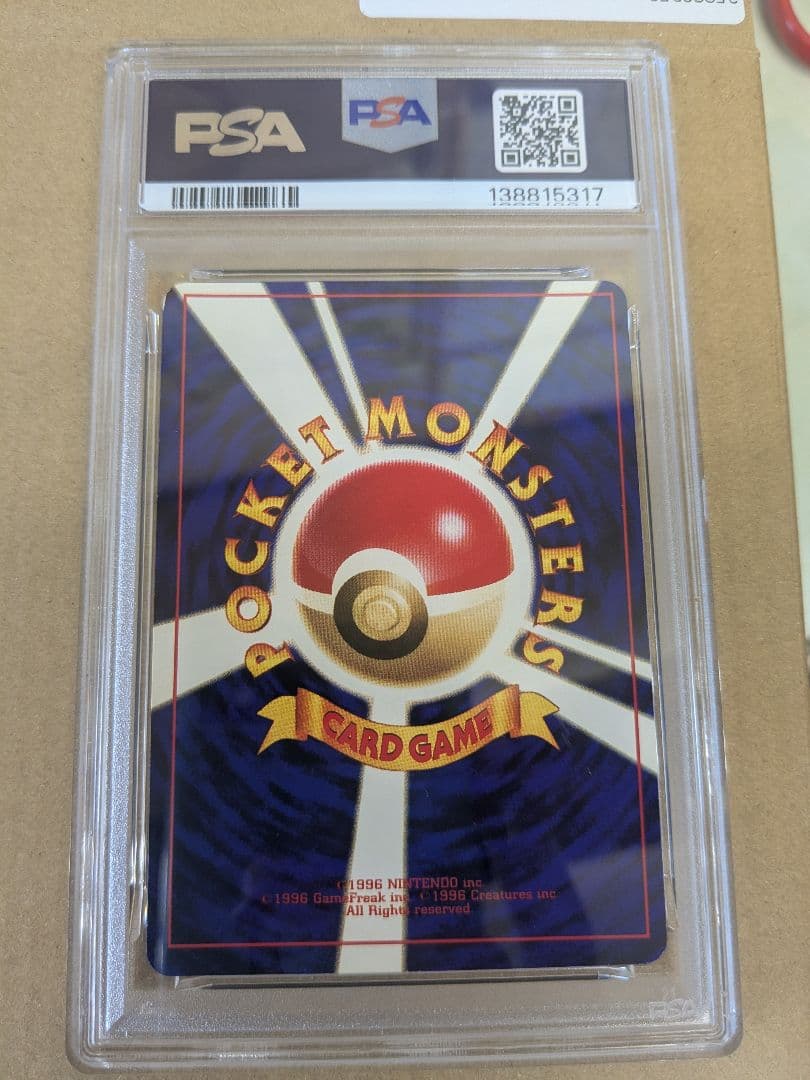 PSA
PSA
138815317
POCKET MONSTERS
CARD GAME
©1996 NINTENDO inc.
©1996 GameFreak inc. ©1996 Creatures inc.
All Rights reserved.
PSA